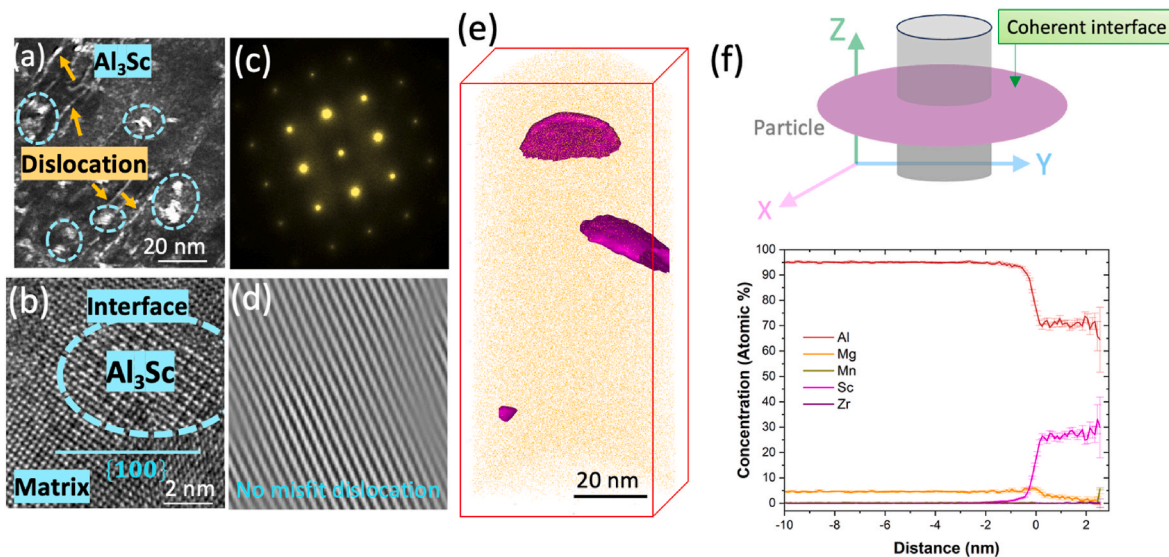 (a)
Al₃Sc
Dislocation
20 nm
(b)
Interface
Al₃Sc
{100}
Matrix
2 nm
(c)
(d)
No misfit dislocation
(e)
20 nm
(f)
Z
Coherent interface
Particle
Y
X
Concentration (Atomic %)
100
90
80
70
60
50
40
30
20
10
0
Al
Mg
Mn
Sc
Zr
-10
-8
-6
-4
-2
0
2
Distance (nm)